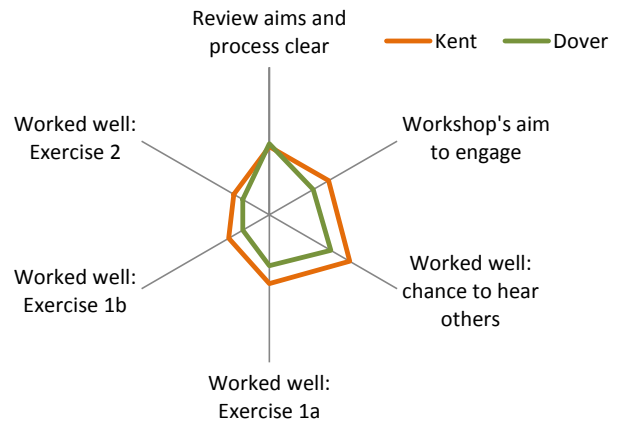 Review aims and
process clear
Kent
Dover
Workshop's aim
to engage
Worked well:
chance to hear
others
Worked well:
Exercise 1a
Worked well:
Exercise 1b
Worked well:
Exercise 2